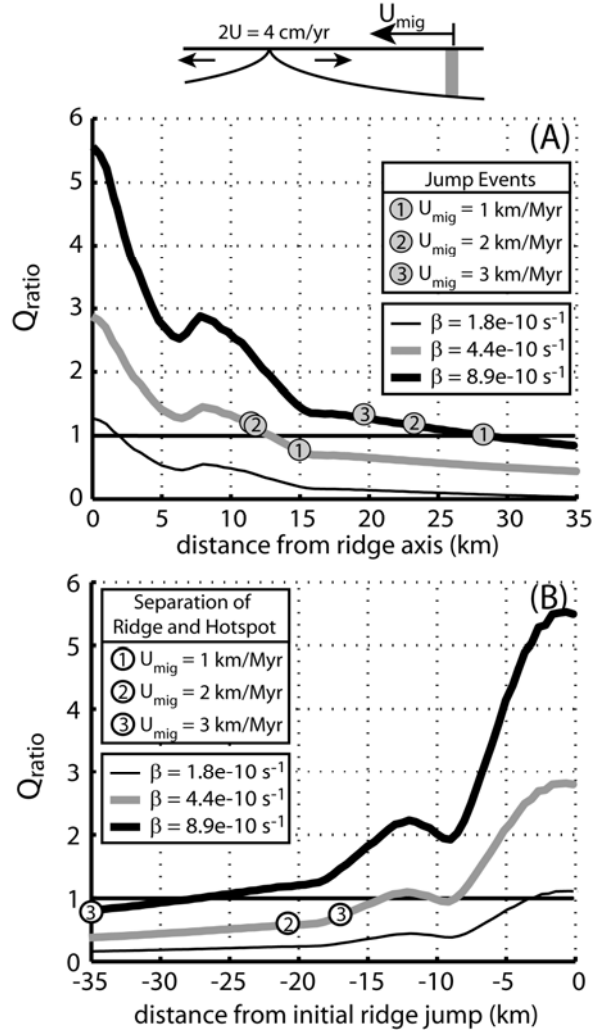 2U = 4 cm/yr
U_mig
(A)
6
5
4
3
2
1
0
Q_ratio
Jump Events
① U_mig = 1 km/Myr
② U_mig = 2 km/Myr
③ U_mig = 3 km/Myr
β = 1.8e-10 s⁻¹
β = 4.4e-10 s⁻¹
β = 8.9e-10 s⁻¹
③ ② ①
② ①
0 5 10 15 20 25 30 35
distance from ridge axis (km)
(B)
6
5
4
3
2
1
0
Q_ratio
Separation of
Ridge and Hotspot
① U_mig = 1 km/Myr
② U_mig = 2 km/Myr
③ U_mig = 3 km/Myr
β = 1.8e-10 s⁻¹
β = 4.4e-10 s⁻¹
β = 8.9e-10 s⁻¹
③
② ③
-35 -30 -25 -20 -15 -10 -5 0
distance from initial ridge jump (km)